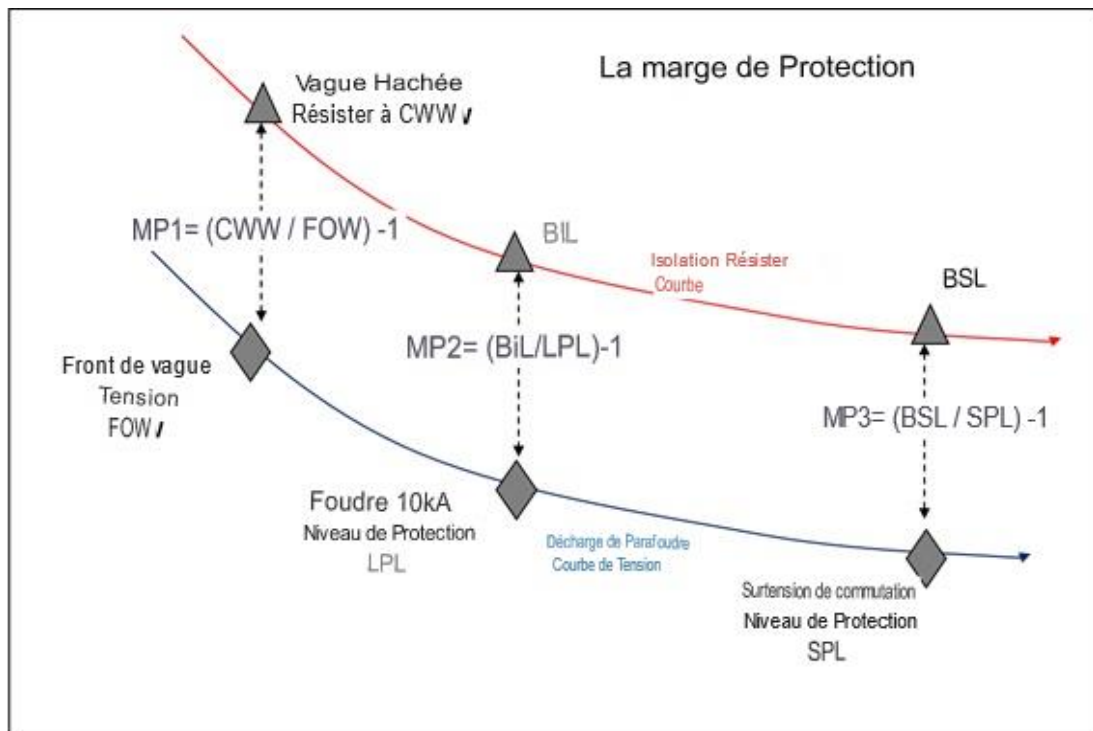 La marge de Protection
Vague Hachée
Résister à CWW
MP1= (CWW / FOW) -1
BIL
Isolation Résister
Courbe
BSL
Front de vague
Tension
FOW
MP2= (BiL/LPL)-1
MP3= (BSL / SPL) -1
Foudre 10kA
Niveau de Protection
LPL
Décharge de Parafoudre
Courbe de Tension
Surtension de commutation
Niveau de Protection
SPL